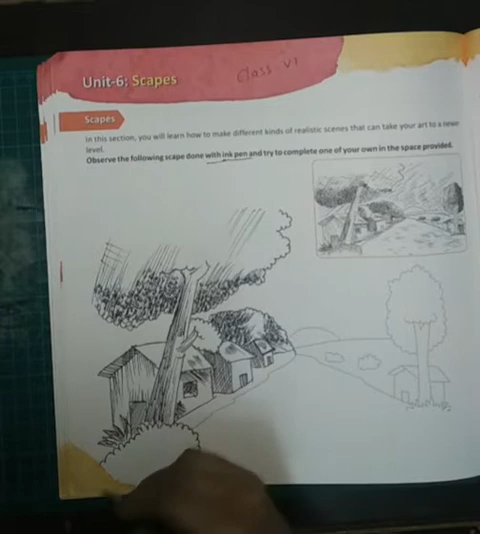 Unit-6: Scapes
Class VI
Scapes
In this section, you will learn how to make different kinds of realistic scenes that can take your art to a new
level.
Observe the following scape done with ink pen and try to complete one of your own in the space provided.